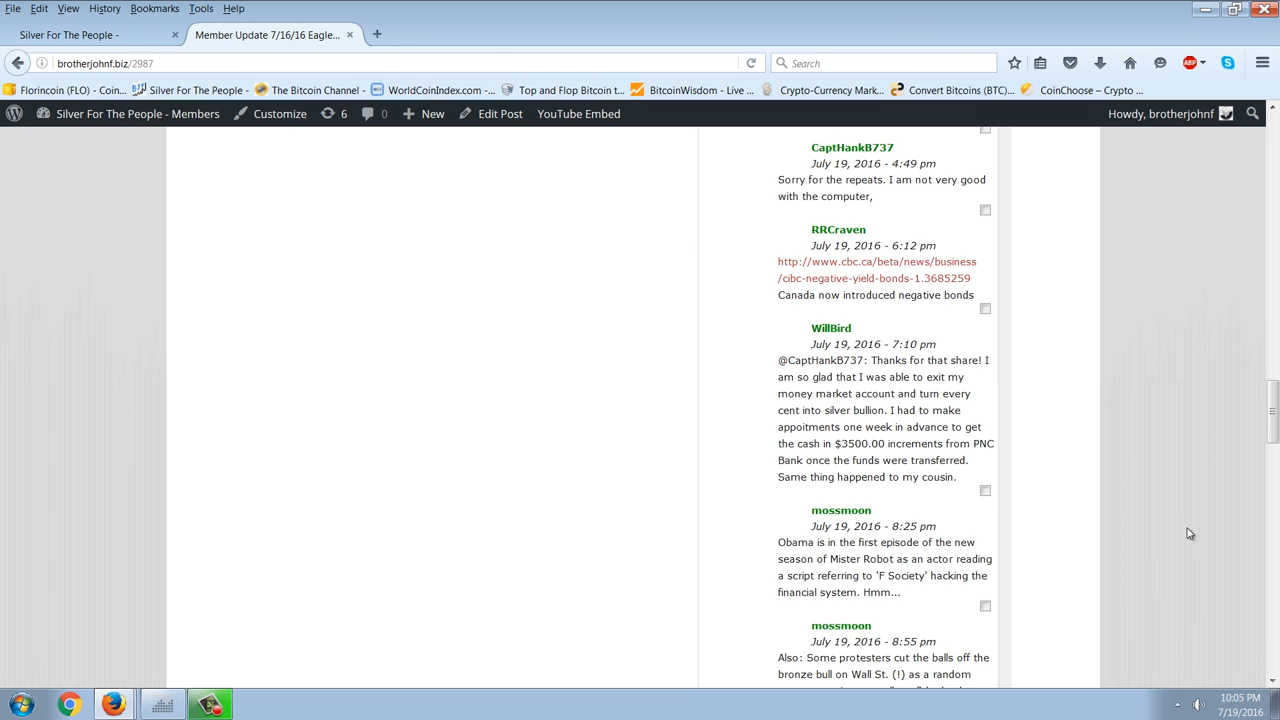 File Edit View History Bookmarks Tools Help
Silver For The People -
Member Update 7/16/16 Eagle...
brotherjohnf.biz/2987
Search
Florincoin (FLO) - Coin...
Silver For The People -
The Bitcoin Channel -
WorldCoinIndex.com -...
Top and Flop Bitcoin t...
BitcoinWisdom - Live ...
Crypto-Currency Mark...
Convert Bitcoins (BTC)...
CoinChoose – Crypto ...
Silver For The People - Members
Customize
6
0
New
Edit Post
YouTube Embed
Howdy, brotherjohnf
CaptHankB737
July 19, 2016 - 4:49 pm
Sorry for the repeats. I am not very good
with the computer,
RRCraven
July 19, 2016 - 6:12 pm
http://www.cbc.ca/beta/news/business
/cibc-negative-yield-bonds-1.3685259
Canada now introduced negative bonds
WillBird
July 19, 2016 - 7:10 pm
@CaptHankB737: Thanks for that share! I
am so glad that I was able to exit my
money market account and turn every
cent into silver bullion. I had to make
appoitments one week in advance to get
the cash in $3500.00 increments from PNC
Bank once the funds were transferred.
Same thing happened to my cousin.
mossmoon
July 19, 2016 - 8:25 pm
Obama is in the first episode of the new
season of Mister Robot as an actor reading
a script referring to 'F Society' hacking the
financial system. Hmm...
mossmoon
July 19, 2016 - 8:55 pm
Also: Some protesters cut the balls off the
bronze bull on Wall St. (!) as a random
10:05 PM
7/19/2016